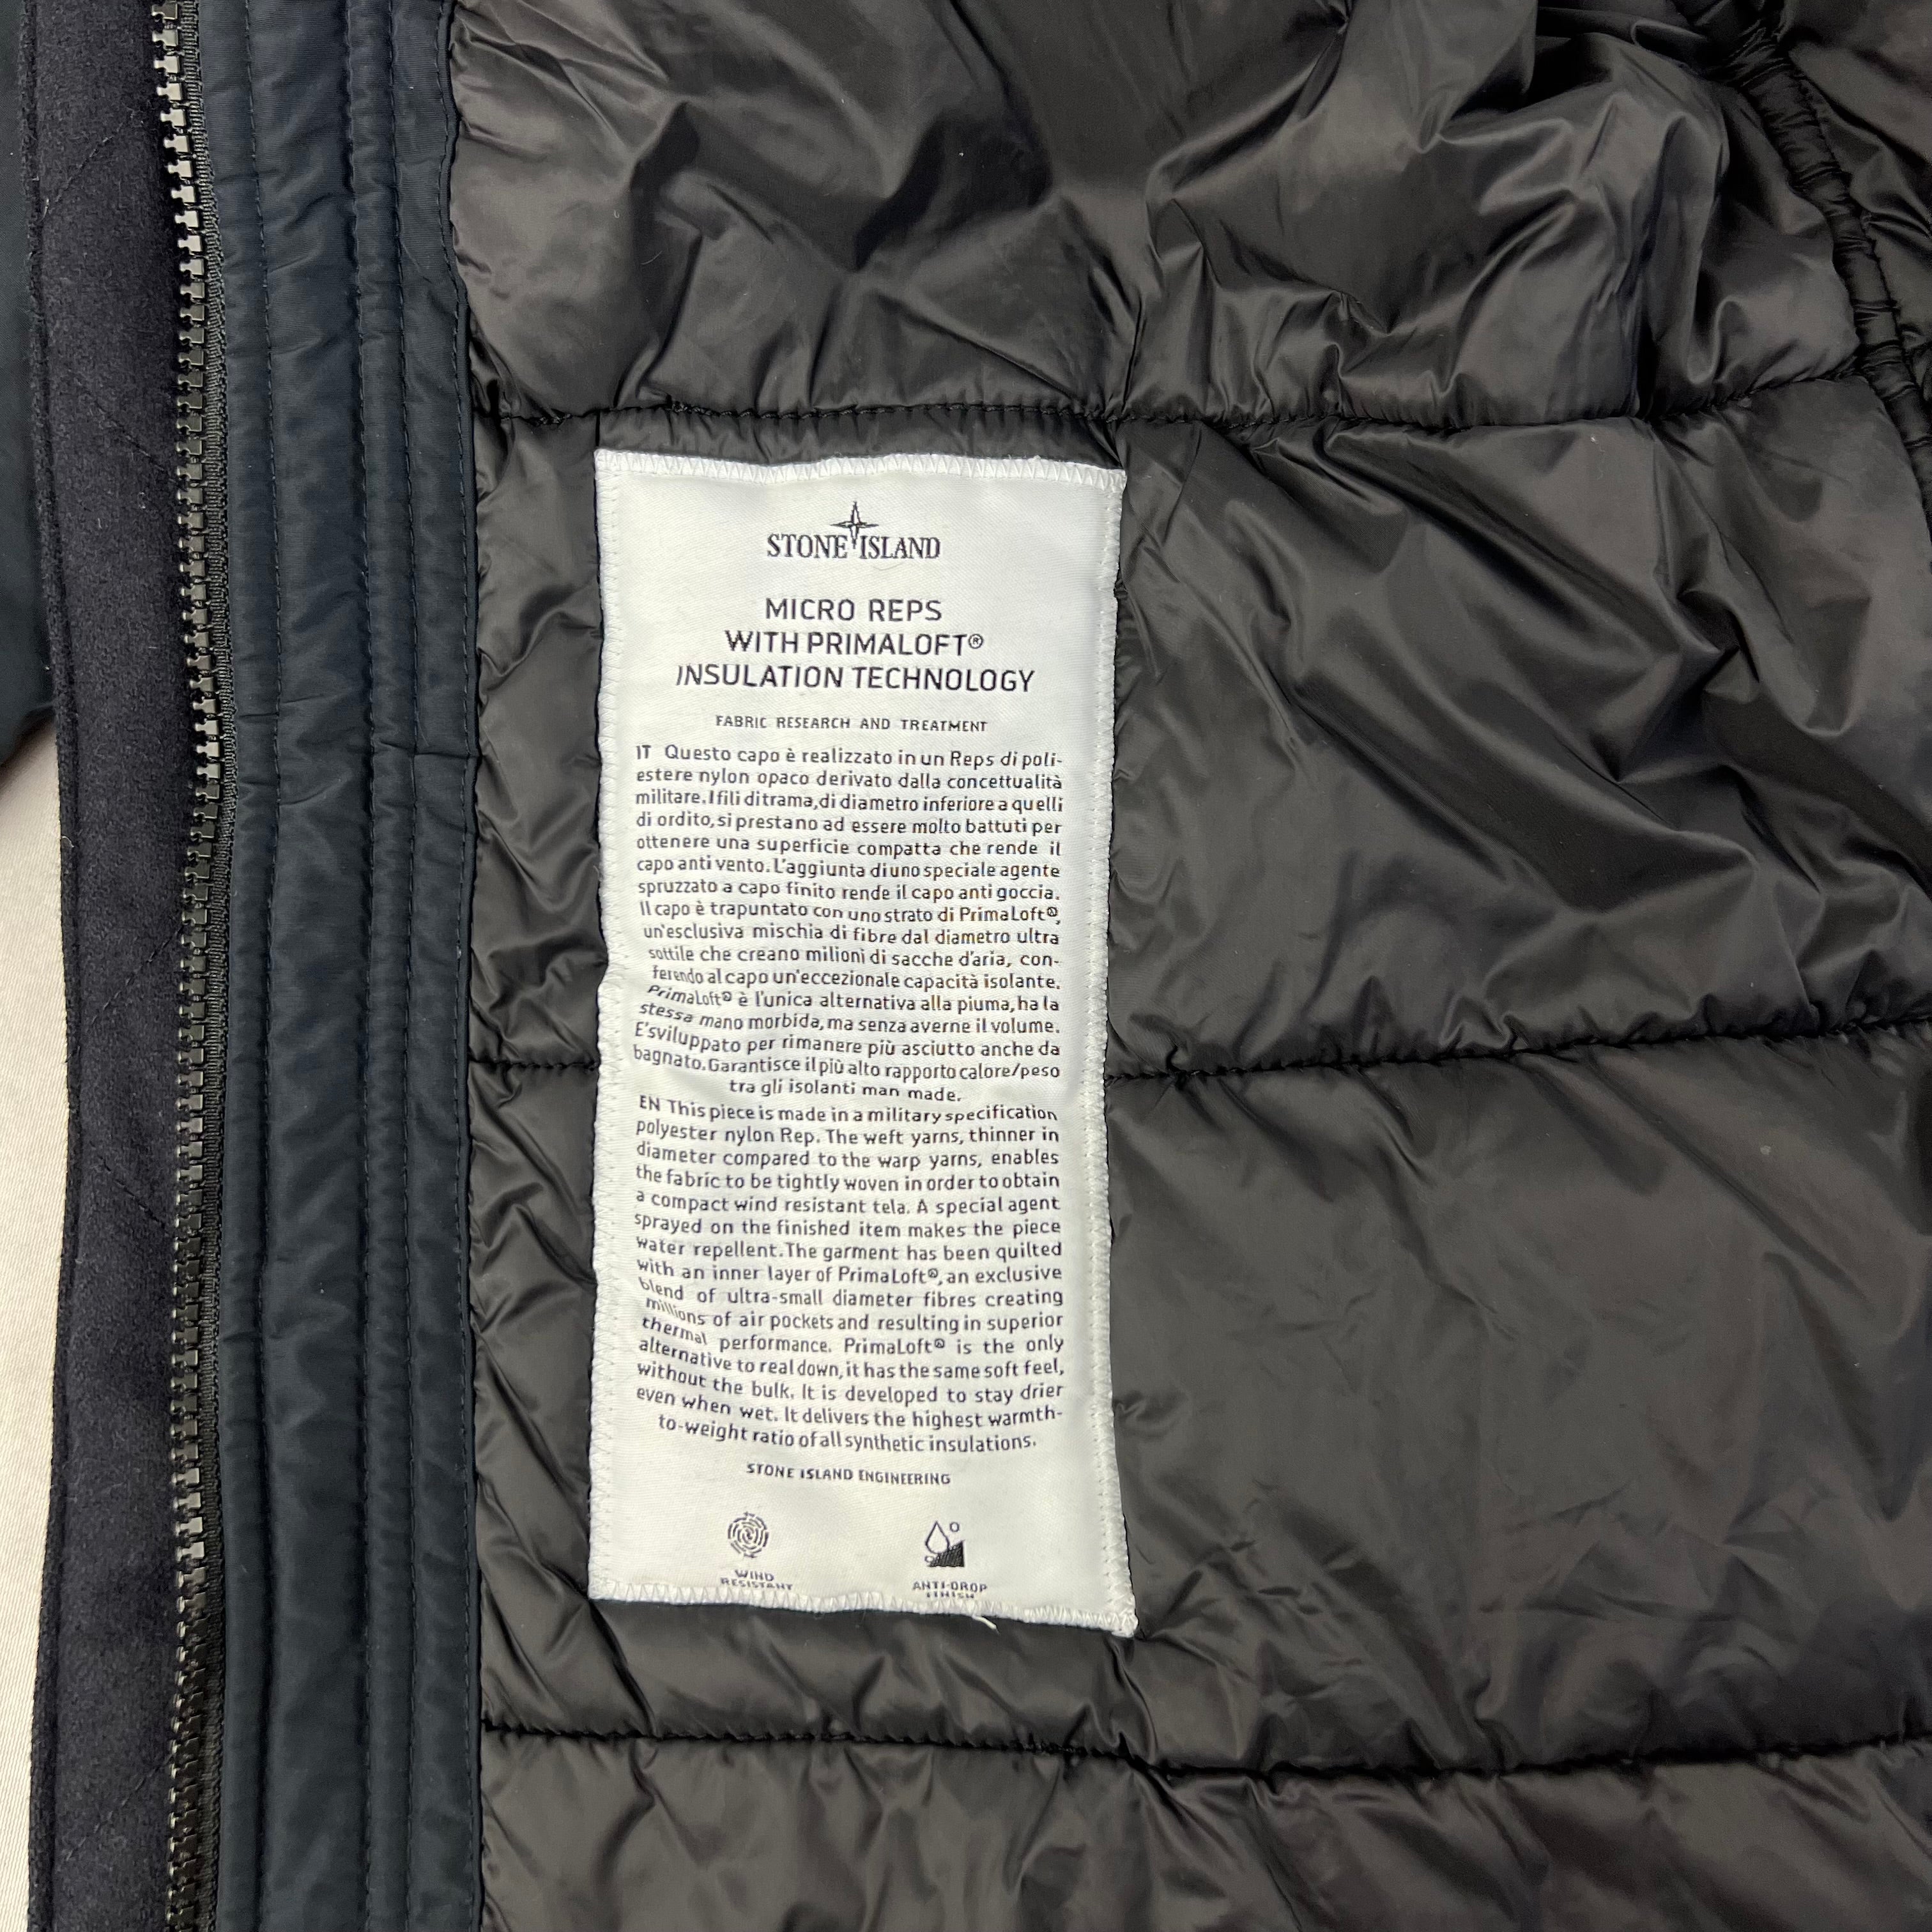 STONE ISLAND
MICRO REPS
WITH PRIMALOFT®
INSULATION TECHNOLOGY
FABRIC RESEARCH AND TREATMENT
IT Questo capo è realizzato in un Reps di poli-
estere nylon opaco derivato dalla concettualità
militare. I fili di trama, di diametro inferiore a quelli
di ordito, si prestano ad essere molto battuti per
ottenere una superficie compatta che rende il
capo anti vento. L'aggiunta di uno speciale agente
spruzzato a capo finito rende il capo anti goccia.
Il capo è trapuntato con uno strato di PrimaLoft®,
un'esclusiva mischia di fibre dal diametro ultra
sottile che creano milioni di sacche d'aria, con-
ferendo al capo un'eccezionale capacità isolante.
PrimaLoft® è l'unica alternativa alla piuma, ha la
stessa mano morbida, ma senza averne il volume.
E'sviluppato per rimanere più asciutto anche da
bagnato. Garantisce il più alto rapporto calore/peso
tra gli isolanti man made.
EN This piece is made in a military specification
polyester nylon Rep. The weft yarns, thinner in
diameter compared to the warp yarns, enables
the fabric to be tightly woven in order to obtain
a compact wind resistant tela. A special agent
sprayed on the finished item makes the piece
water repellent. The garment has been quilted
with an inner layer of PrimaLoft®, an exclusive
blend of ultra-small diameter fibres creating
millions of air pockets and resulting in superior
thermal performance. PrimaLoft® is the only
alternative to real down, it has the same soft feel,
without the bulk. It is developed to stay drier
even when wet. It delivers the highest warmth-
to-weight ratio of all synthetic insulations.
STONE ISLAND ENGINEERING
WIND
RESISTANT
ANTI-DROP
FINISH